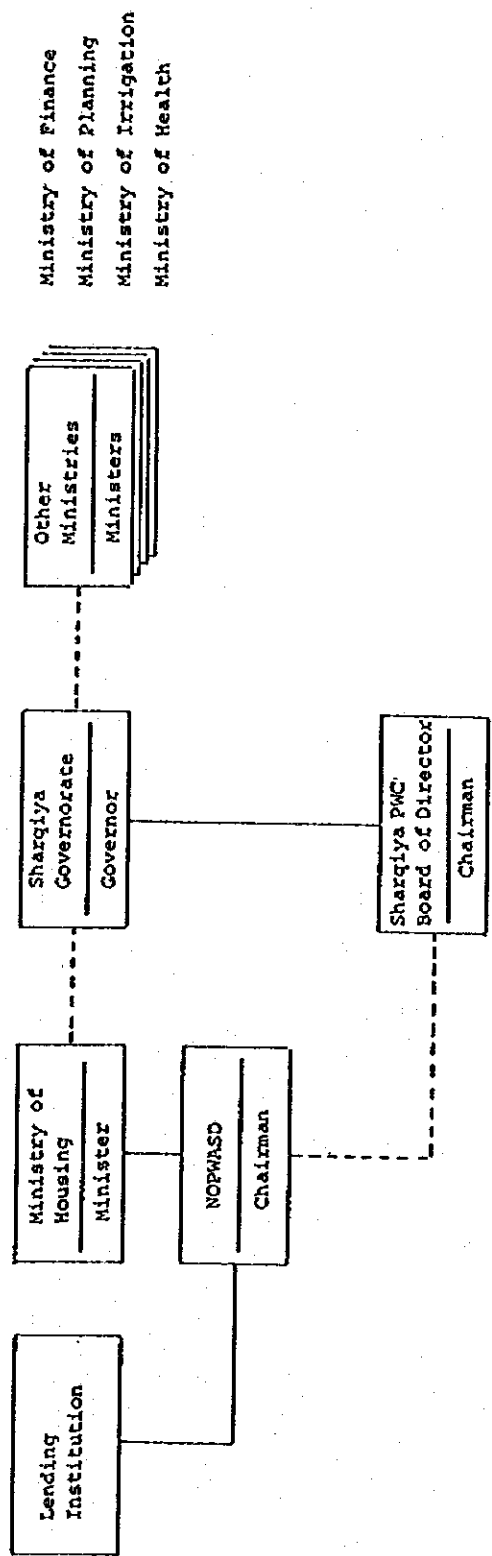 Lending
Institution
Ministry of
Housing
Minister
NOPWASD
Chairman
Sharqiya
Governorate
Governor
Sharqiya PWC
Board of Director
Chairman
Other
Ministries
Ministers
Ministry of Finance
Ministry of Planning
Ministry of Irrigation
Ministry of Health